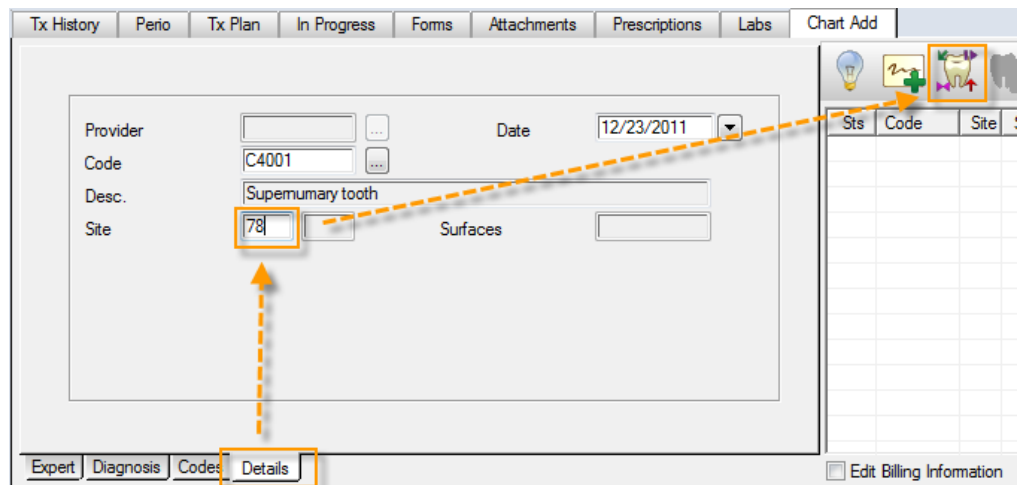 Tx History Perio Tx Plan In Progress Forms Attachments Prescriptions Labs Chart Add
Provider ... Date 12/23/2011
Sts Code Site
Code C4001 ...
Desc. Supernumary tooth
Site 78 Surfaces
Expert Diagnosis Codes Details
Edit Billing Information